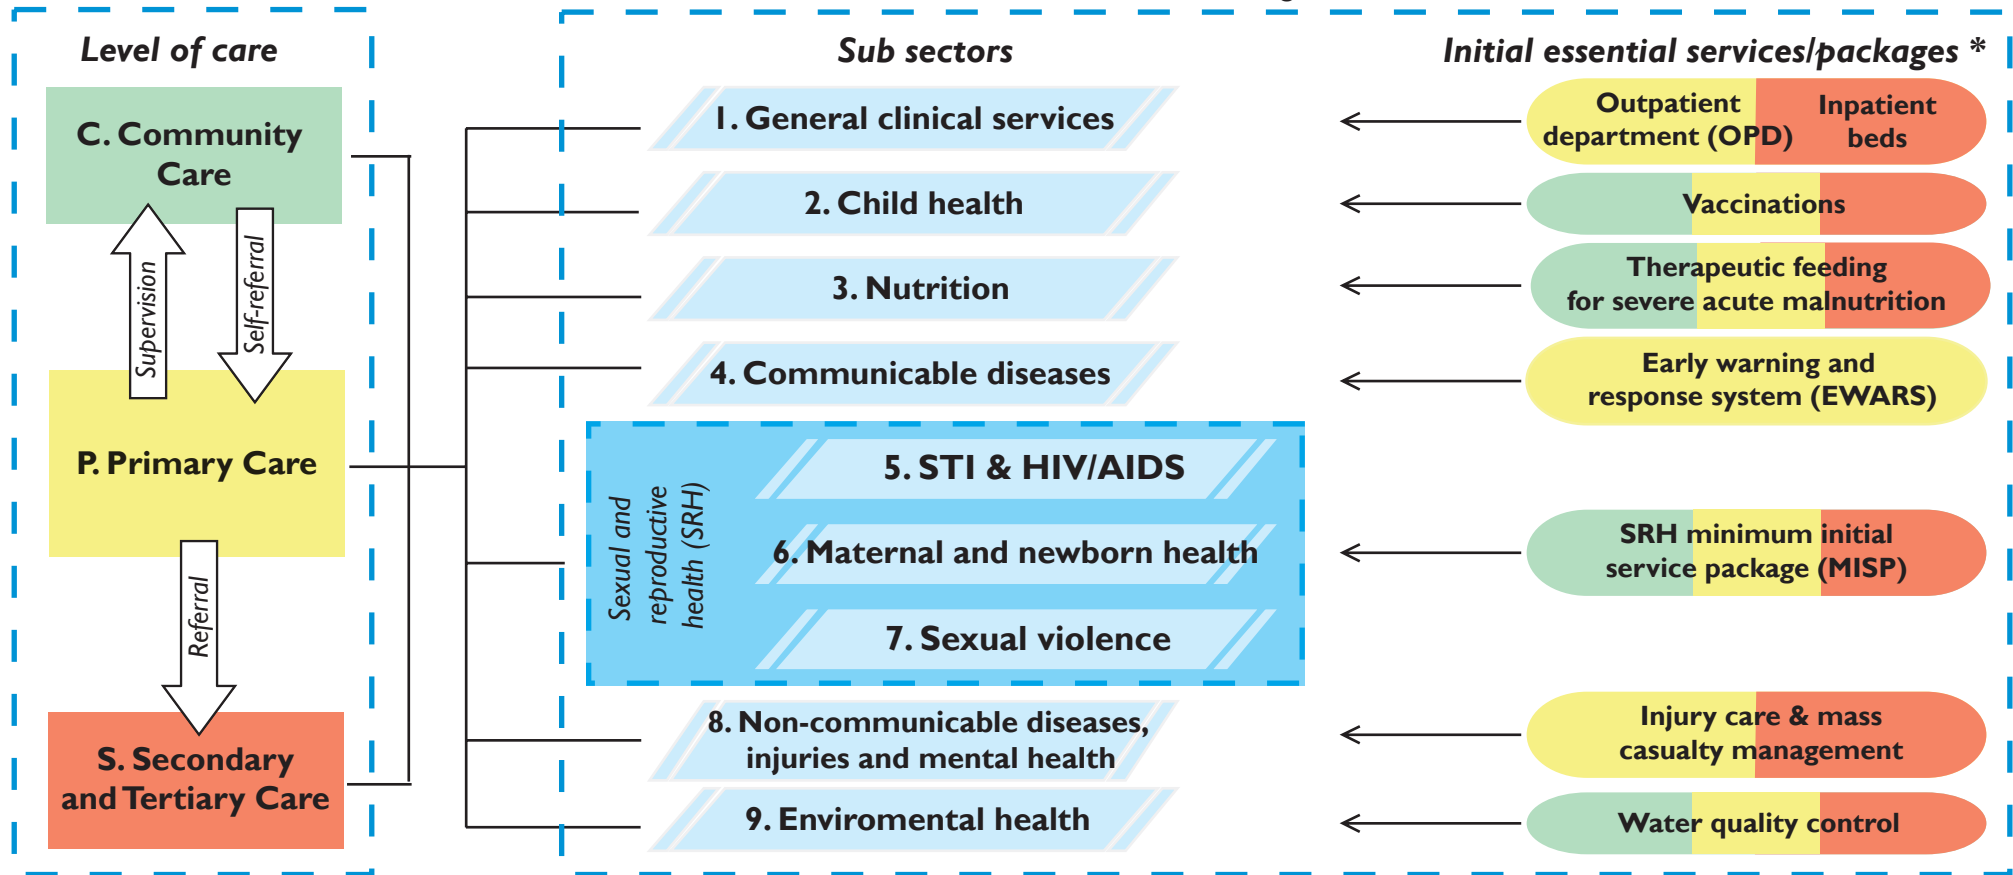 Level of care
C. Community
Care
Supervision
Self-referral
P. Primary Care
Referral
S. Secondary
and Tertiary Care
Sub sectors
1. General clinical services
2. Child health
3. Nutrition
4. Communicable diseases
Sexual and
reproductive
health (SRH)
5. STI & HIV/AIDS
6. Maternal and newborn health
7. Sexual violence
8. Non-communicable diseases,
injuries and mental health
9. Enviromental health
Initial essential services/packages *
Outpatient
department (OPD)
Inpatient
beds
Vaccinations
Therapeutic feeding
for severe acute malnutrition
Early warning and
response system (EWARS)
SRH minimum initial
service package (MISP)
Injury care & mass
casualty management
Water quality control